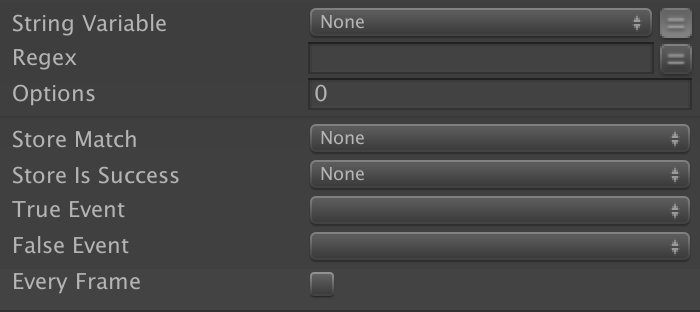 String Variable None
Regex
Options 0
Store Match None
Store Is Success None
True Event
False Event
Every Frame